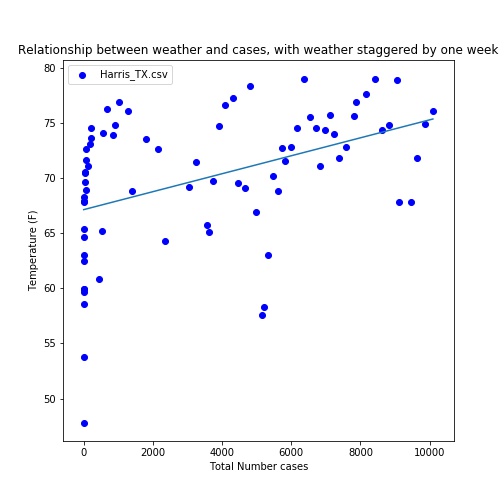 Relationship between weather and cases, with weather staggered by one week
Harris_TX.csv
80
75
70
65
60
55
50
Temperature (F)
0 2000 4000 6000 8000 10000
Total Number cases